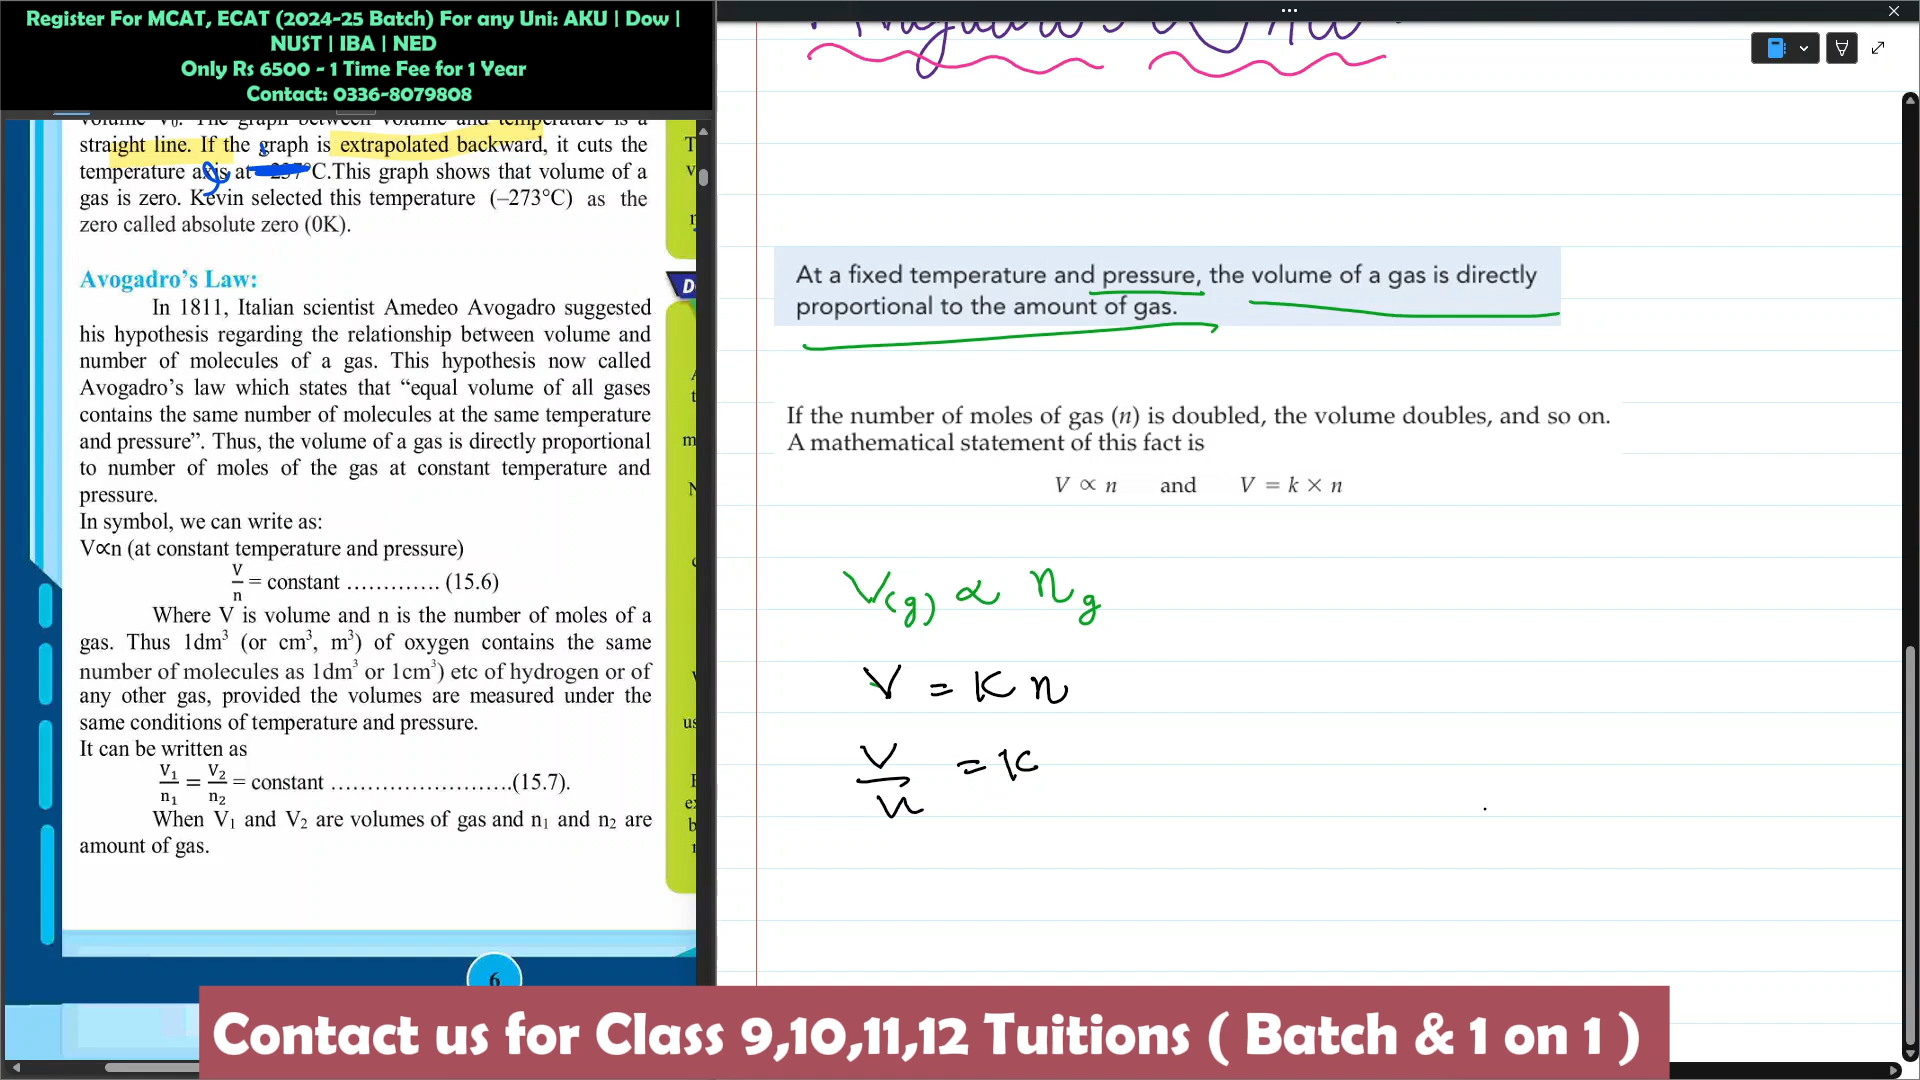 Register For MCAT, ECAT (2024-25 Batch) For any Uni: AKU | Dow |
NUST | IBA | NED
Only Rs 6500 - 1 Time Fee for 1 Year
Contact: 0336-8079808
volume V₀. The graph between volume and temperature is a
straight line. If the graph is extrapolated backward, it cuts the
temperature axis at °C.This graph shows that volume of a
gas is zero. Kevin selected this temperature (–273°C) as the
zero called absolute zero (0K).
Avogadro’s Law:
In 1811, Italian scientist Amedeo Avogadro suggested
his hypothesis regarding the relationship between volume and
number of molecules of a gas. This hypothesis now called
Avogadro’s law which states that “equal volume of all gases
contains the same number of molecules at the same temperature
and pressure”. Thus, the volume of a gas is directly proportional
to number of moles of the gas at constant temperature and
pressure.
In symbol, we can write as:
V∝n (at constant temperature and pressure)
V/n = constant …………. (15.6)
Where V is volume and n is the number of moles of a
gas. Thus 1dm³ (or cm³, m³) of oxygen contains the same
number of molecules as 1dm³ or 1cm³) etc of hydrogen or of
any other gas, provided the volumes are measured under the
same conditions of temperature and pressure.
It can be written as
V₁/n₁ = V₂/n₂ = constant …………………….(15.7).
When V₁ and V₂ are volumes of gas and n₁ and n₂ are
amount of gas.
6
At a fixed temperature and pressure, the volume of a gas is directly
proportional to the amount of gas.
If the number of moles of gas (n) is doubled, the volume doubles, and so on.
A mathematical statement of this fact is
V ∝ n and V = k × n
V(g) ∝ n g
V = K n
V/n = K
Contact us for Class 9,10,11,12 Tuitions ( Batch & 1 on 1 )